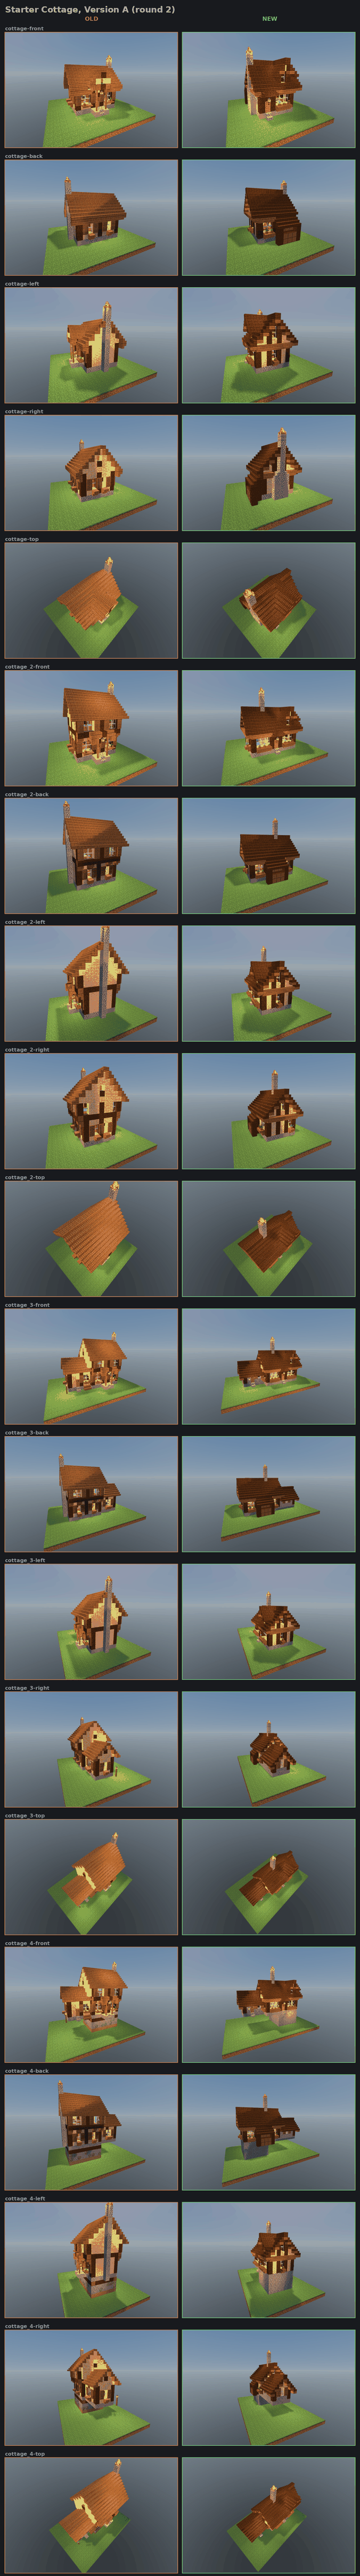 Starter Cottage, Version A (round 2)
OLD NEW
cottage-front
cottage-back
cottage-left
cottage-right
cottage-top
cottage_2-front
cottage_2-back
cottage_2-left
cottage_2-right
cottage_2-top
cottage_3-front
cottage_3-back
cottage_3-left
cottage_3-right
cottage_3-top
cottage_4-front
cottage_4-back
cottage_4-left
cottage_4-right
cottage_4-top